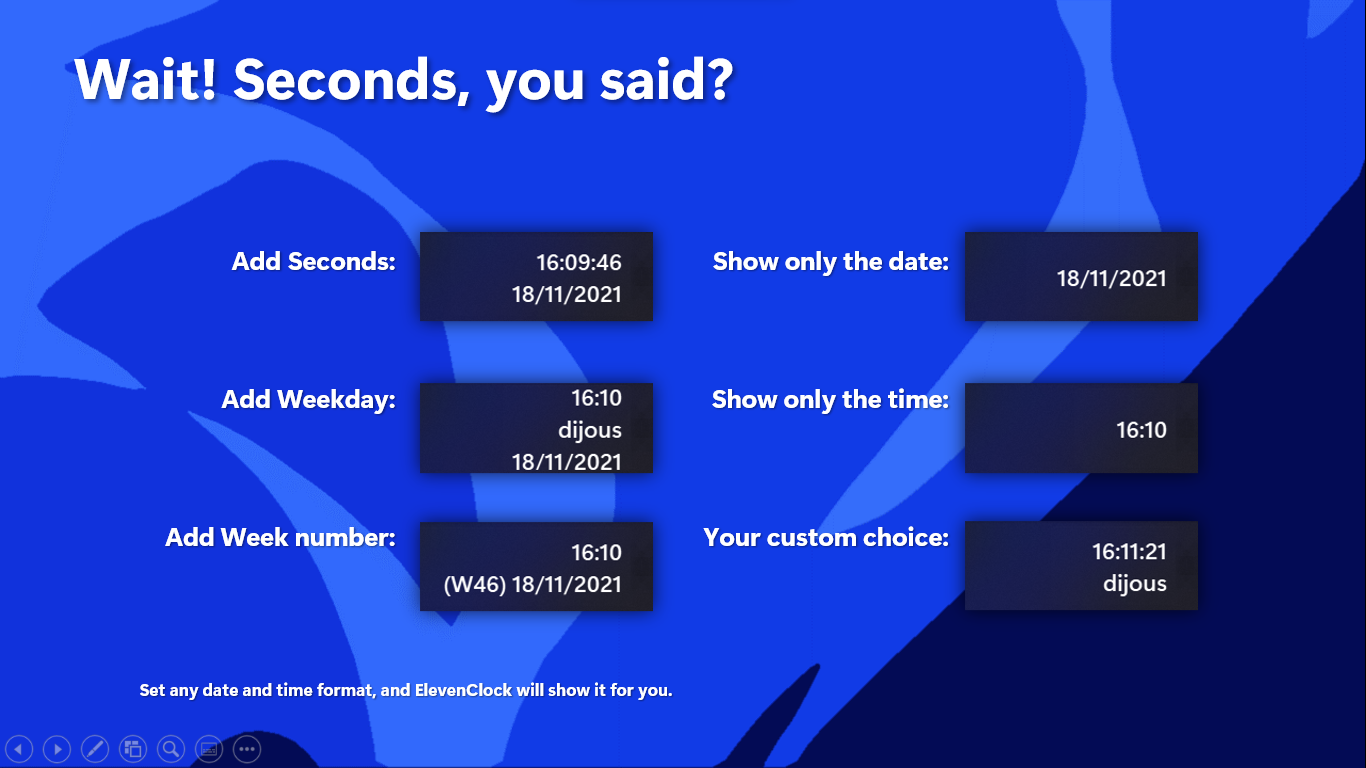 Wait! Seconds, you said?
Add Seconds:
16:09:46
18/11/2021
Show only the date:
18/11/2021
Add Weekday:
16:10
dijous
18/11/2021
Show only the time:
16:10
Add Week number:
16:10
(W46) 18/11/2021
Your custom choice:
16:11:21
dijous
Set any date and time format, and ElevenClock will show it for you.